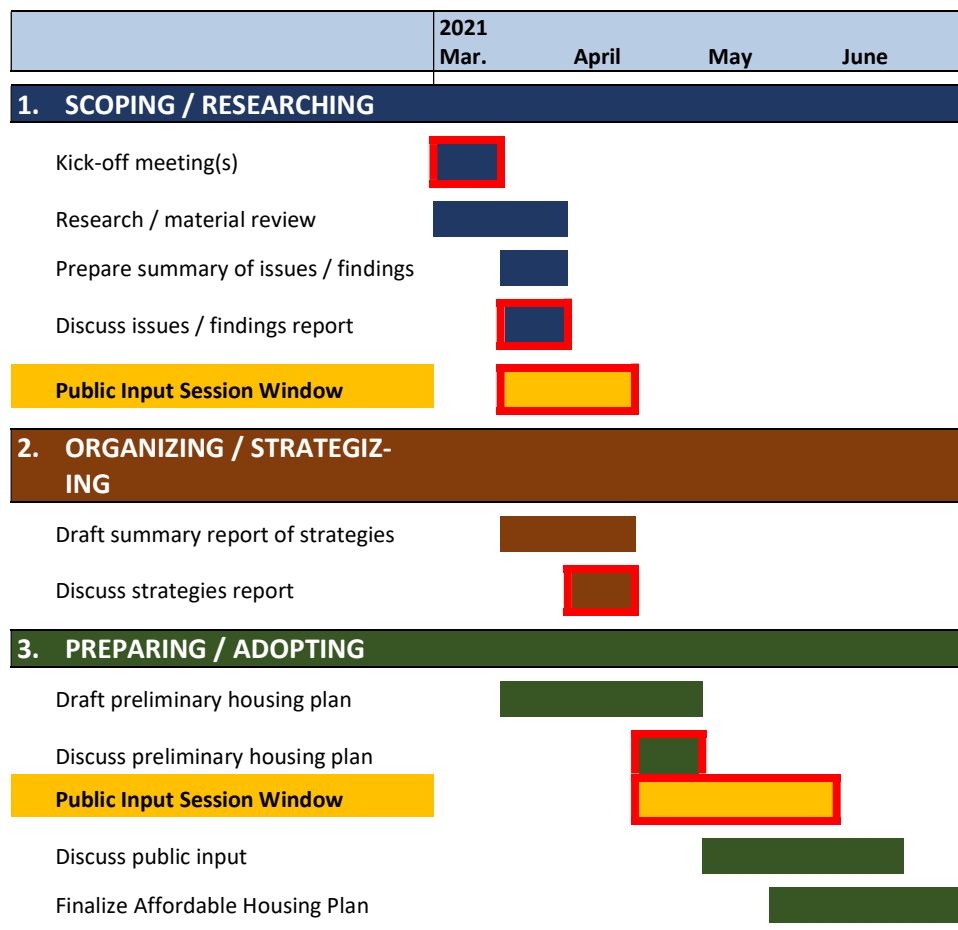 2021
Mar. April May June
1. SCOPING / RESEARCHING
Kick-off meeting(s)
Research / material review
Prepare summary of issues / findings
Discuss issues / findings report
Public Input Session Window
2. ORGANIZING / STRATEGIZ-
ING
Draft summary report of strategies
Discuss strategies report
3. PREPARING / ADOPTING
Draft preliminary housing plan
Discuss preliminary housing plan
Public Input Session Window
Discuss public input
Finalize Affordable Housing Plan